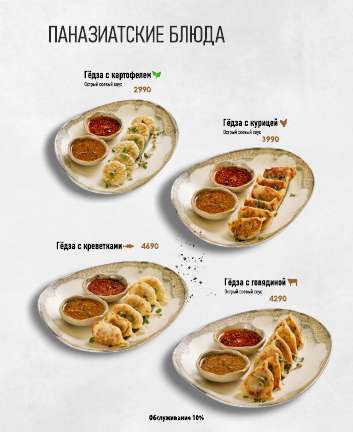 ПАНАЗИАТСКИЕ БЛЮДА
Гёдза с картофелем
Острый соевый соус
2990
Гёдза с курицей
Острый соевый соус
3990
Гёдза с креветками 4690
Гёдза с говядиной
Острый соевый соус
4290
Обслуживание 10%